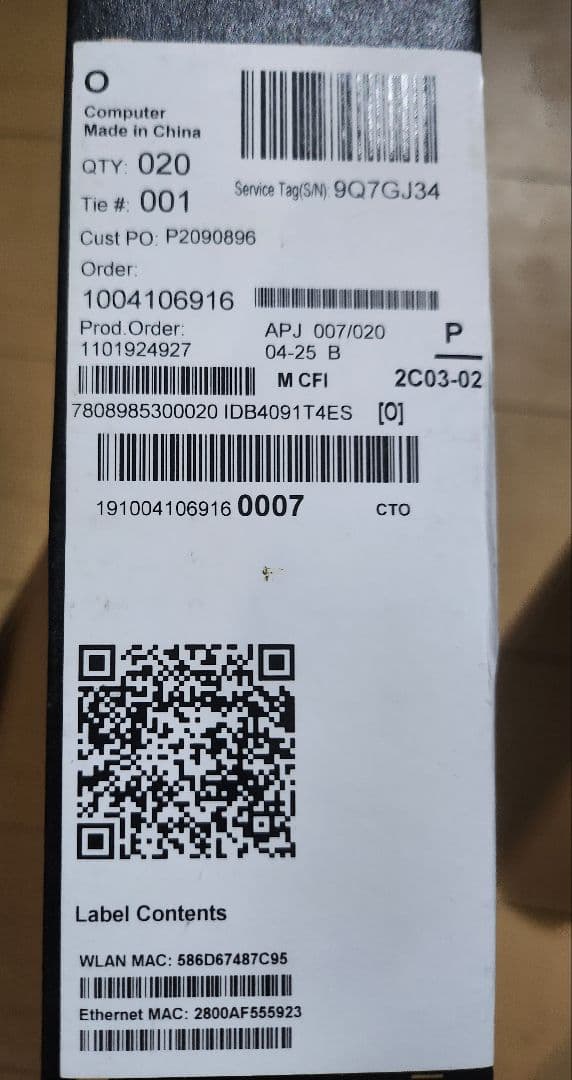 O
Computer
Made in China
QTY: 020
Service Tag(S/N): 9Q7GJ34
Tie #: 001
Cust PO: P2090896
Order:
1004106916
Prod.Order: APJ 007/020 P
1101924927 04-25 B
M CFI 2C03-02
7808985300020 IDB4091T4ES [0]
191004106916 0007 CTO
Label Contents
WLAN MAC: 586D67487C95
Ethernet MAC: 2800AF555923